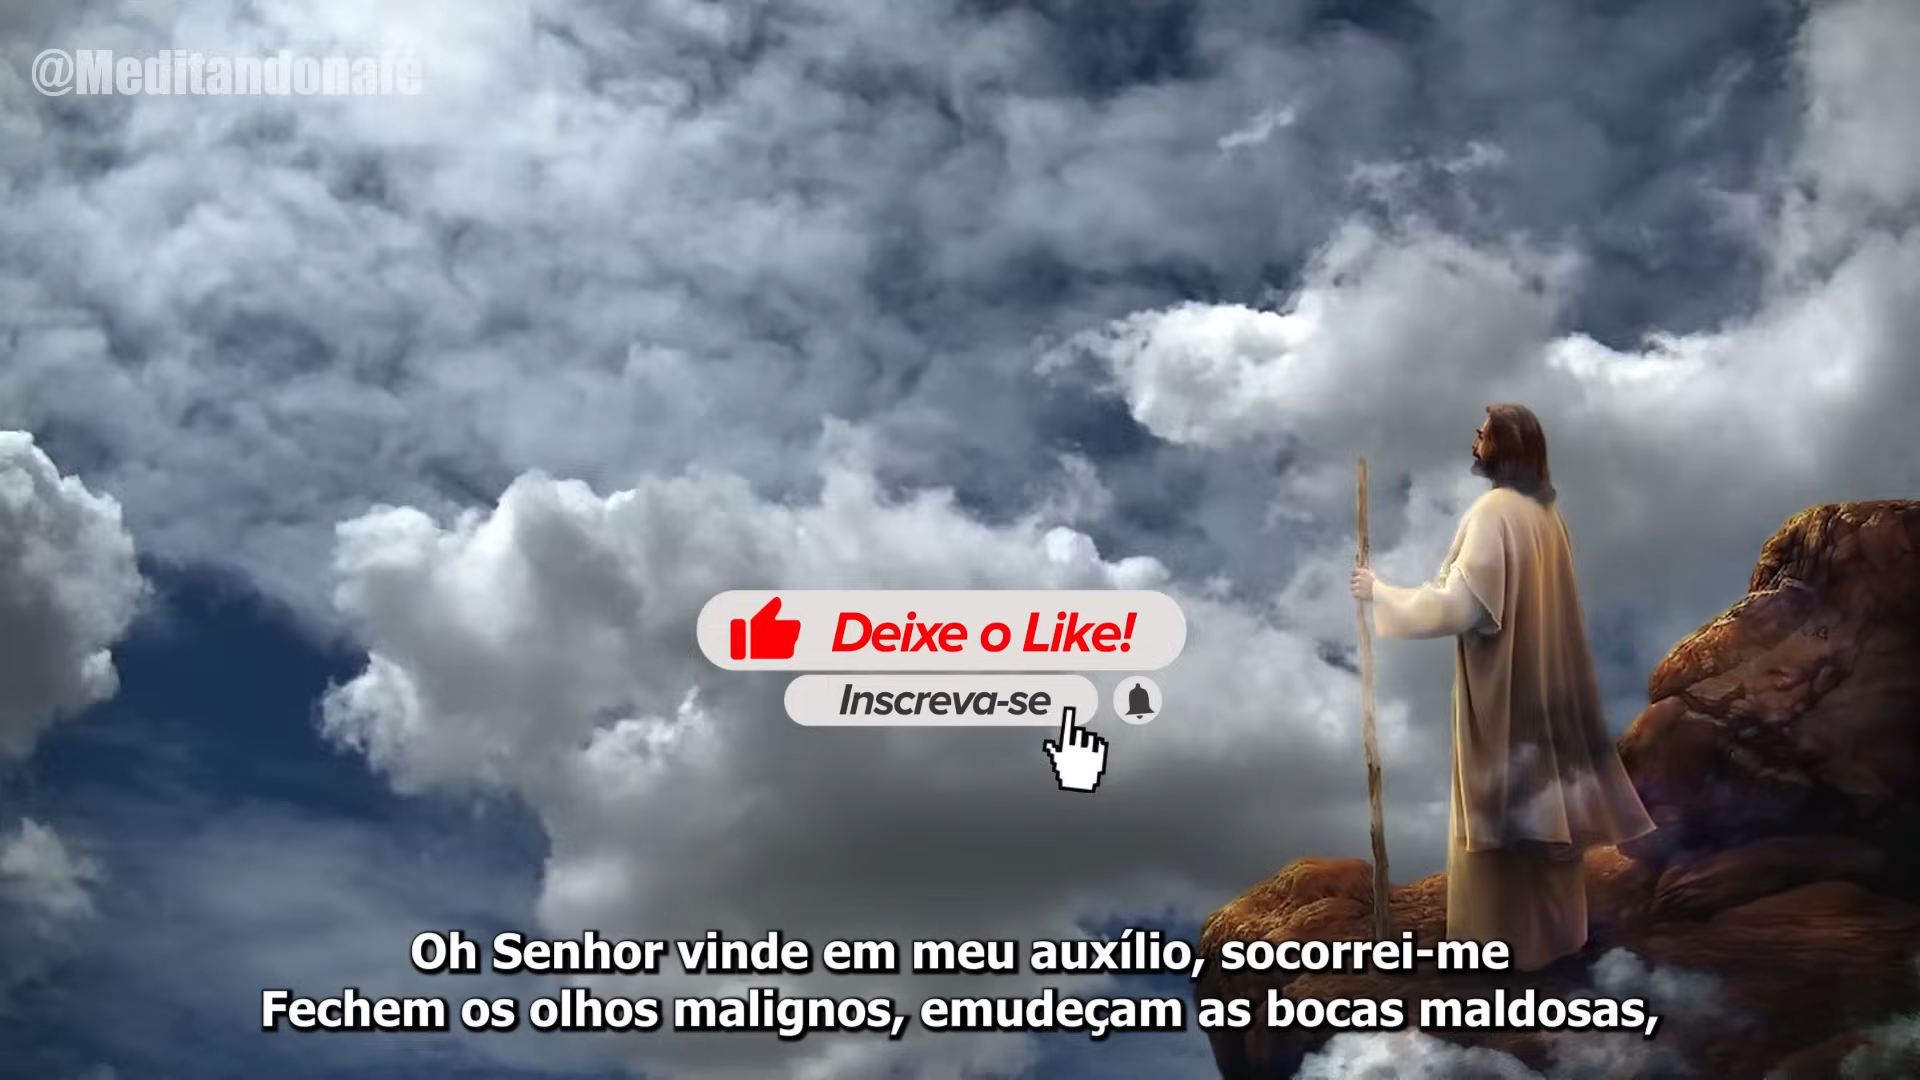 @Meditandonafé
Deixe o Like!
Inscreva-se
Oh Senhor vinde em meu auxílio, socorrei-me
Fechem os olhos malignos, emudeçam as bocas maldosas,